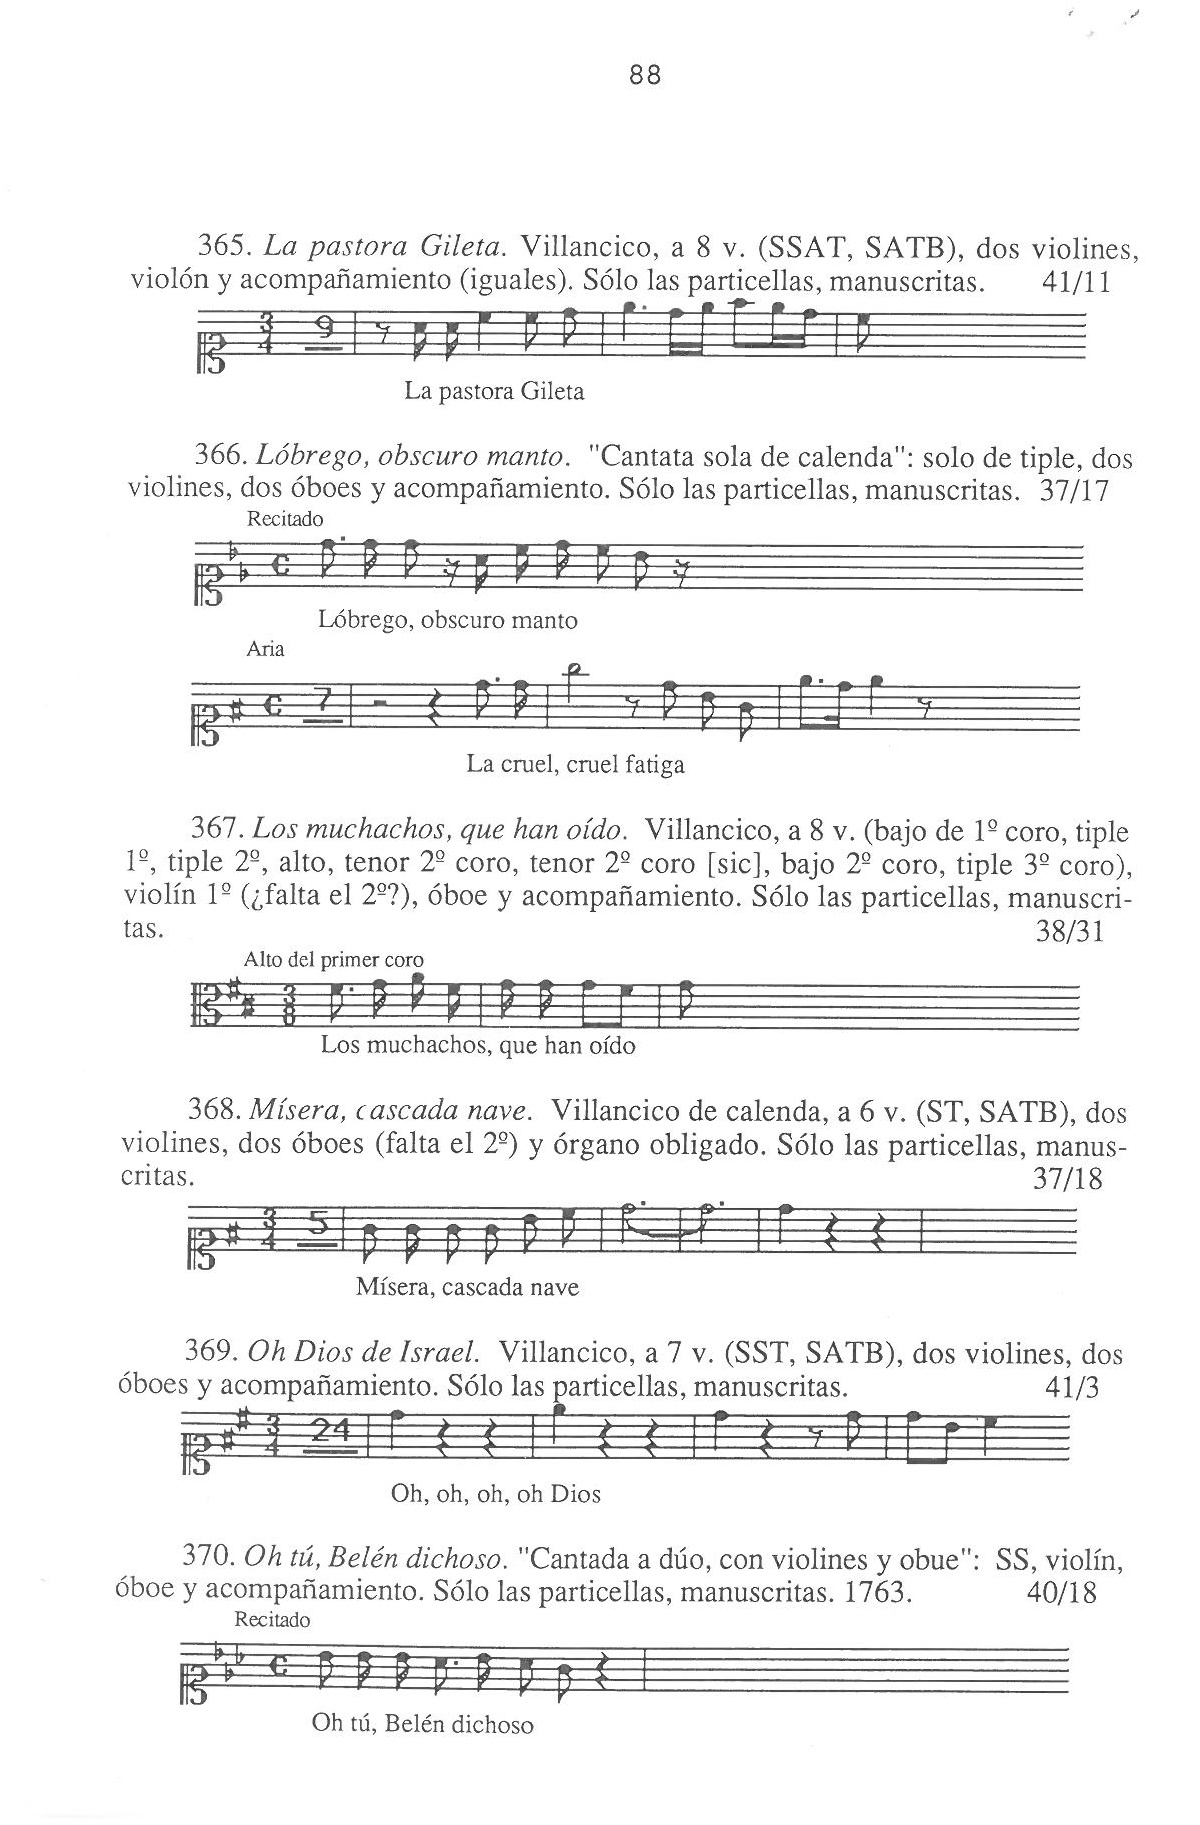 88
365. La pastora Gileta. Villancico, a 8 v. (SSAT, SATB), dos violines,
violón y acompañamiento (iguales). Sólo las particellas, manuscritas. 41/11
3
4
9
La pastora Gileta
366. Lóbrego, obscuro manto. "Cantata sola de calenda": solo de tiple, dos
violines, dos óboes y acompañamiento. Sólo las particellas, manuscritas. 37/17
Recitado
Lóbrego, obscuro manto
Aria
7
La cruel, cruel fatiga
367. Los muchachos, que han oído. Villancico, a 8 v. (bajo de 1º coro, tiple
1º, tiple 2º, alto, tenor 2º coro, tenor 2º coro [sic], bajo 2º coro, tiple 3º coro),
violín 1º (¿falta el 2º?), óboe y acompañamiento. Sólo las particellas, manuscri-
tas. 38/31
Alto del primer coro
3
8
Los muchachos, que han oído
368. Mísera, cascada nave. Villancico de calenda, a 6 v. (ST, SATB), dos
violines, dos óboes (falta el 2º) y órgano obligado. Sólo las particellas, manus-
critas. 37/18
3
4
5
Mísera, cascada nave
369. Oh Dios de Israel. Villancico, a 7 v. (SST, SATB), dos violines, dos
óboes y acompañamiento. Sólo las particellas, manuscritas. 41/3
3
4
24
Oh, oh, oh, oh Dios
370. Oh tú, Belén dichoso. "Cantada a dúo, con violines y obue": SS, violín,
óboe y acompañamiento. Sólo las particellas, manuscritas. 1763. 40/18
Recitado
Oh tú, Belén dichoso